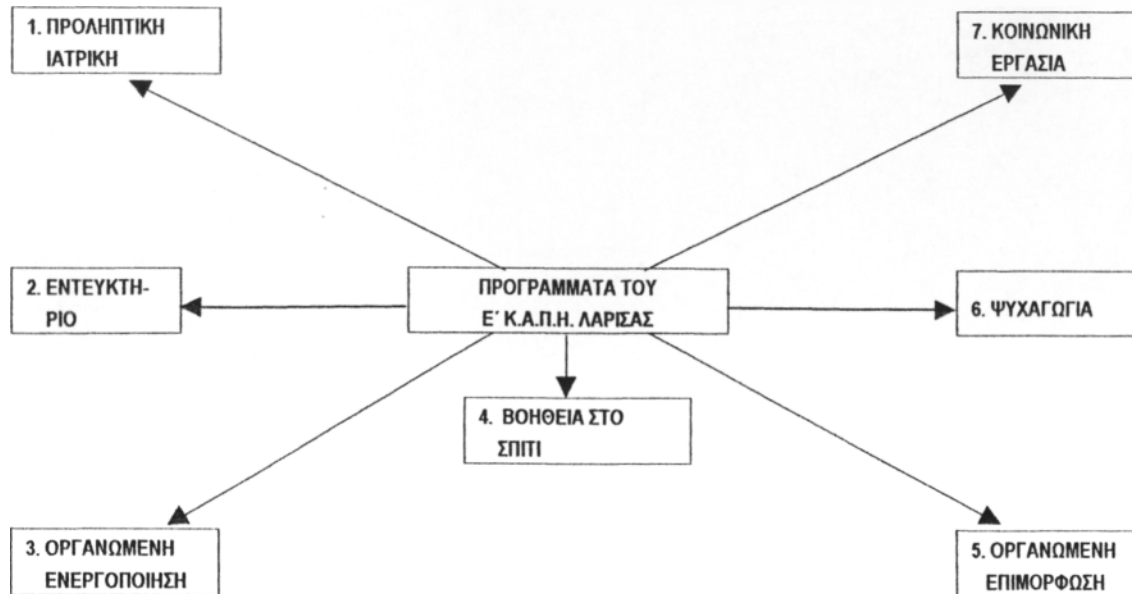 1. ΠΡΟΛΗΠΤΙΚΗ
ΙΑΤΡΙΚΗ
7. ΚΟΙΝΩΝΙΚΗ
ΕΡΓΑΣΙΑ
2. ΕΝΤΕΥΚΤΗ-
ΡΙΟ
ΠΡΟΓΡΑΜΜΑΤΑ ΤΟΥ
Ε΄ Κ.Α.Π.Η. ΛΑΡΙΣΑΣ
6. ΨΥΧΑΓΩΓΙΑ
4. ΒΟΗΘΕΙΑ ΣΤΟ
ΣΠΙΤΙ
3. ΟΡΓΑΝΩΜΕΝΗ
ΕΝΕΡΓΟΠΟΙΗΣΗ
5. ΟΡΓΑΝΩΜΕΝΗ
ΕΠΙΜΟΡΦΩΣΗ